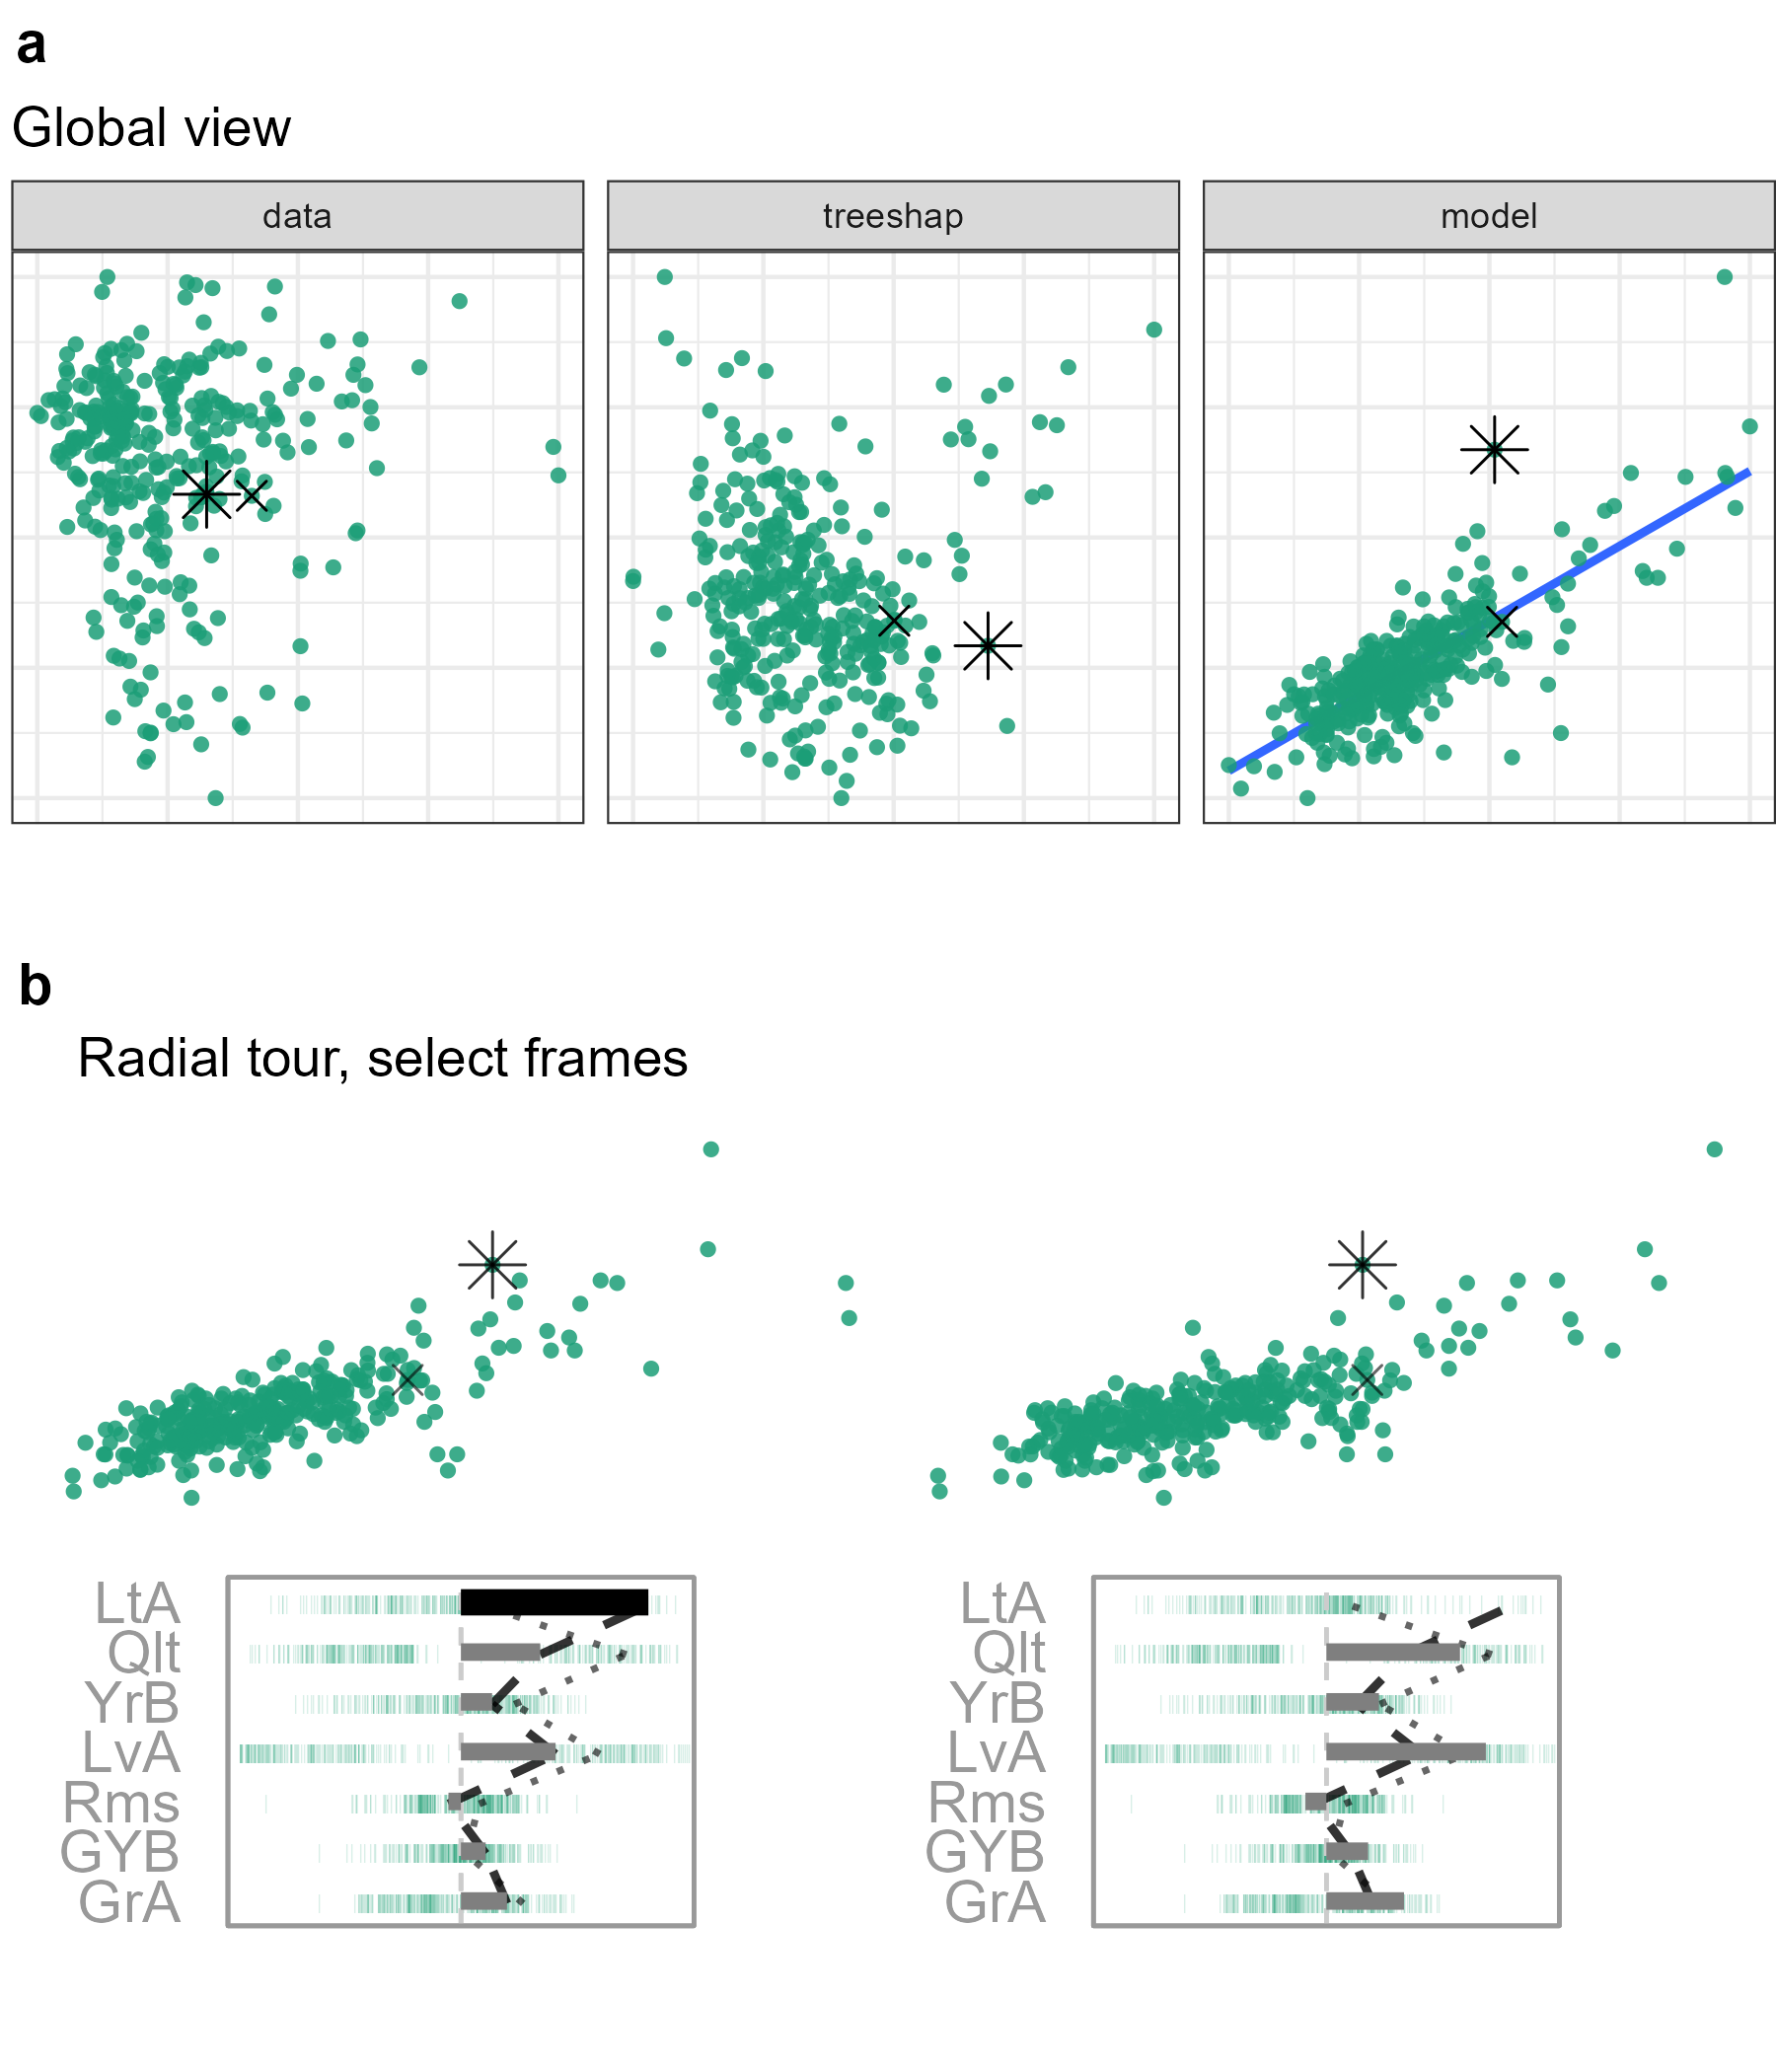 a
Global view
data treeshap model
b
Radial tour, select frames
LtA LtA
Qlt Qlt
YrB YrB
LvA LvA
Rms Rms
GYB GYB
GrA GrA